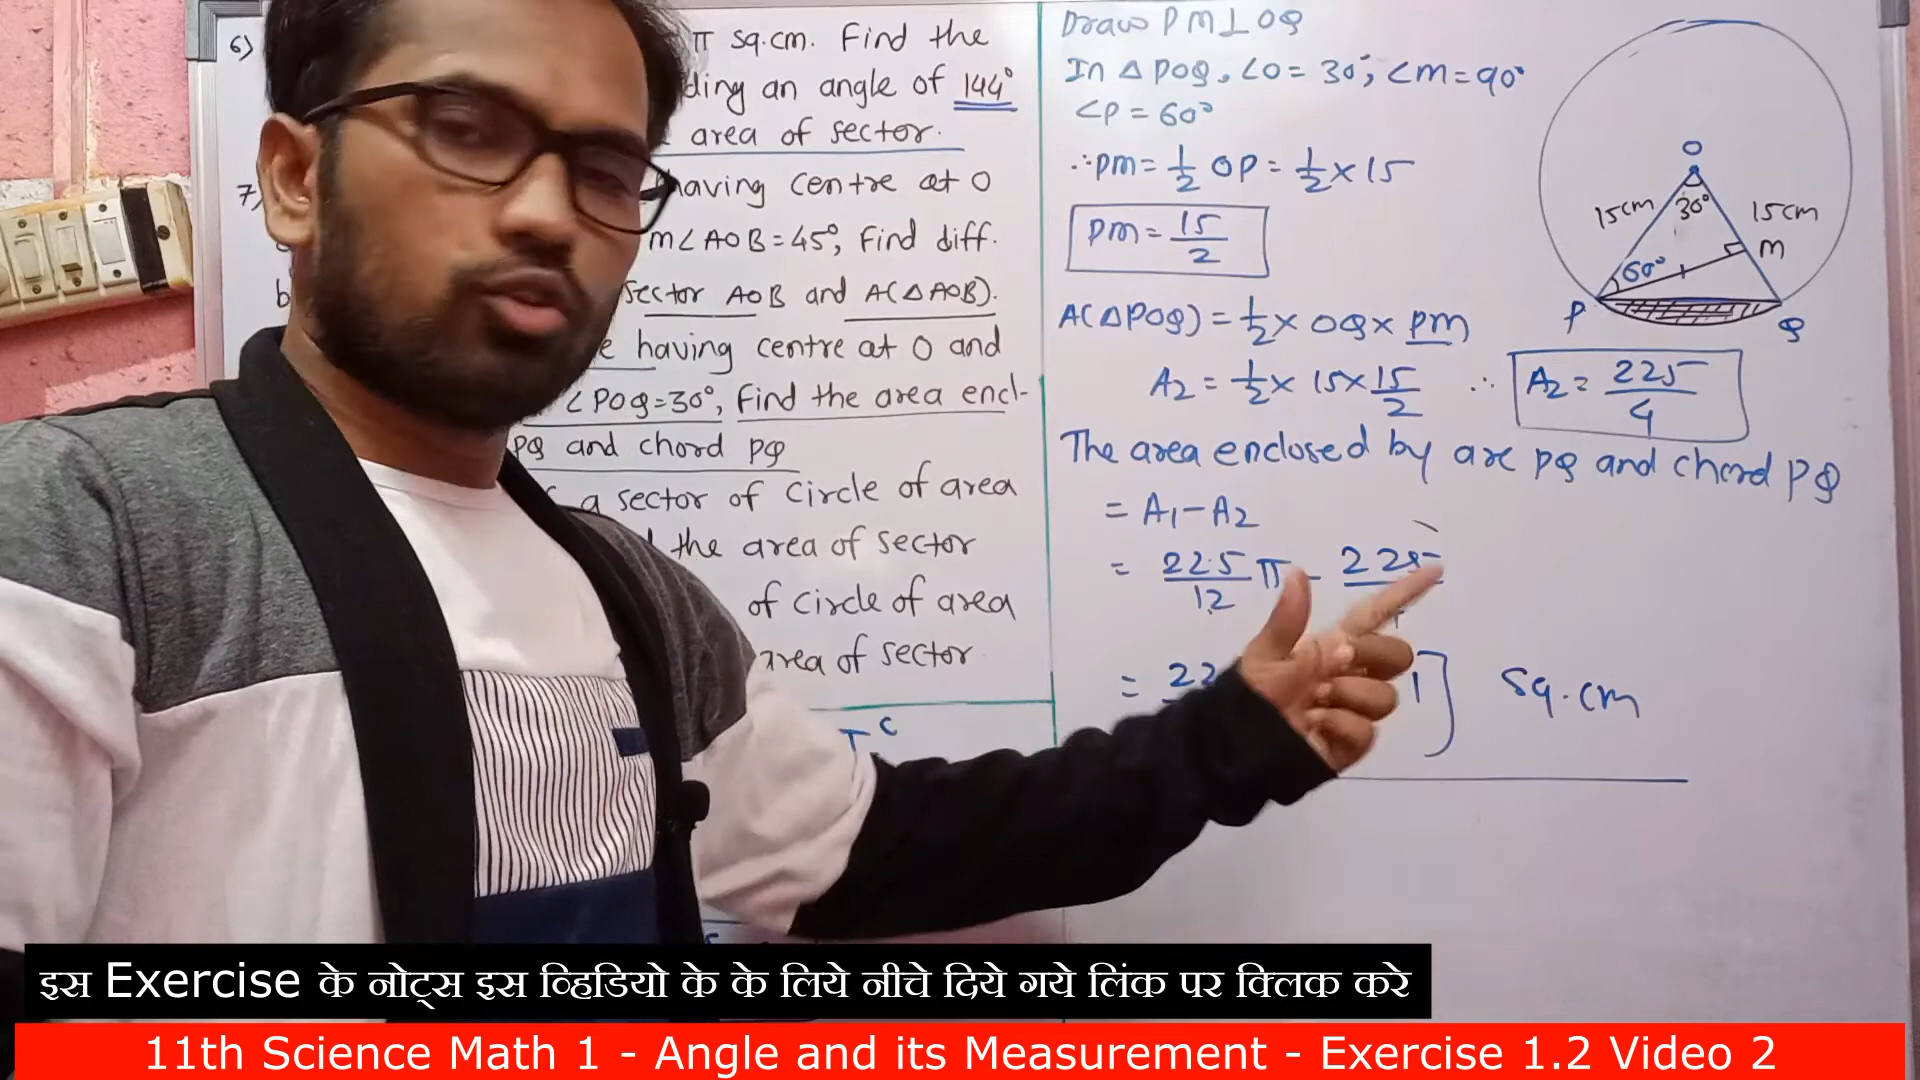 6) π sq.cm. Find the
ding an angle of 144°
area of sector.
7) having centre at O
m∠AOB=45°, Find diff.
sector AOB and A(△AOB).
having centre at O and
∠POQ=30°, Find the area encl-
PQ and chord PQ
a sector of circle of area
the area of sector
of circle of area
area of sector
c
Draw PM⊥OQ
In △POQ, ∠O=30°, ∠M=90°
∠P=60°
∴PM=1/2 OP=1/2×15
PM=15/2
A(△POQ)=1/2×OQ×PM
A2=1/2×15×15/2 ∴ A2=225/4
The area enclosed by arc PQ and chord PQ
=A1-A2
=225/12 π-225
=22 1] sq.cm
O
15cm 30° 15cm
M
60°
P Q
इस Exercise के नोट्स इस व्हिडियो के के लिये नीचे दिये गये लिंक पर क्लिक करे
11th Science Math 1 - Angle and its Measurement - Exercise 1.2 Video 2